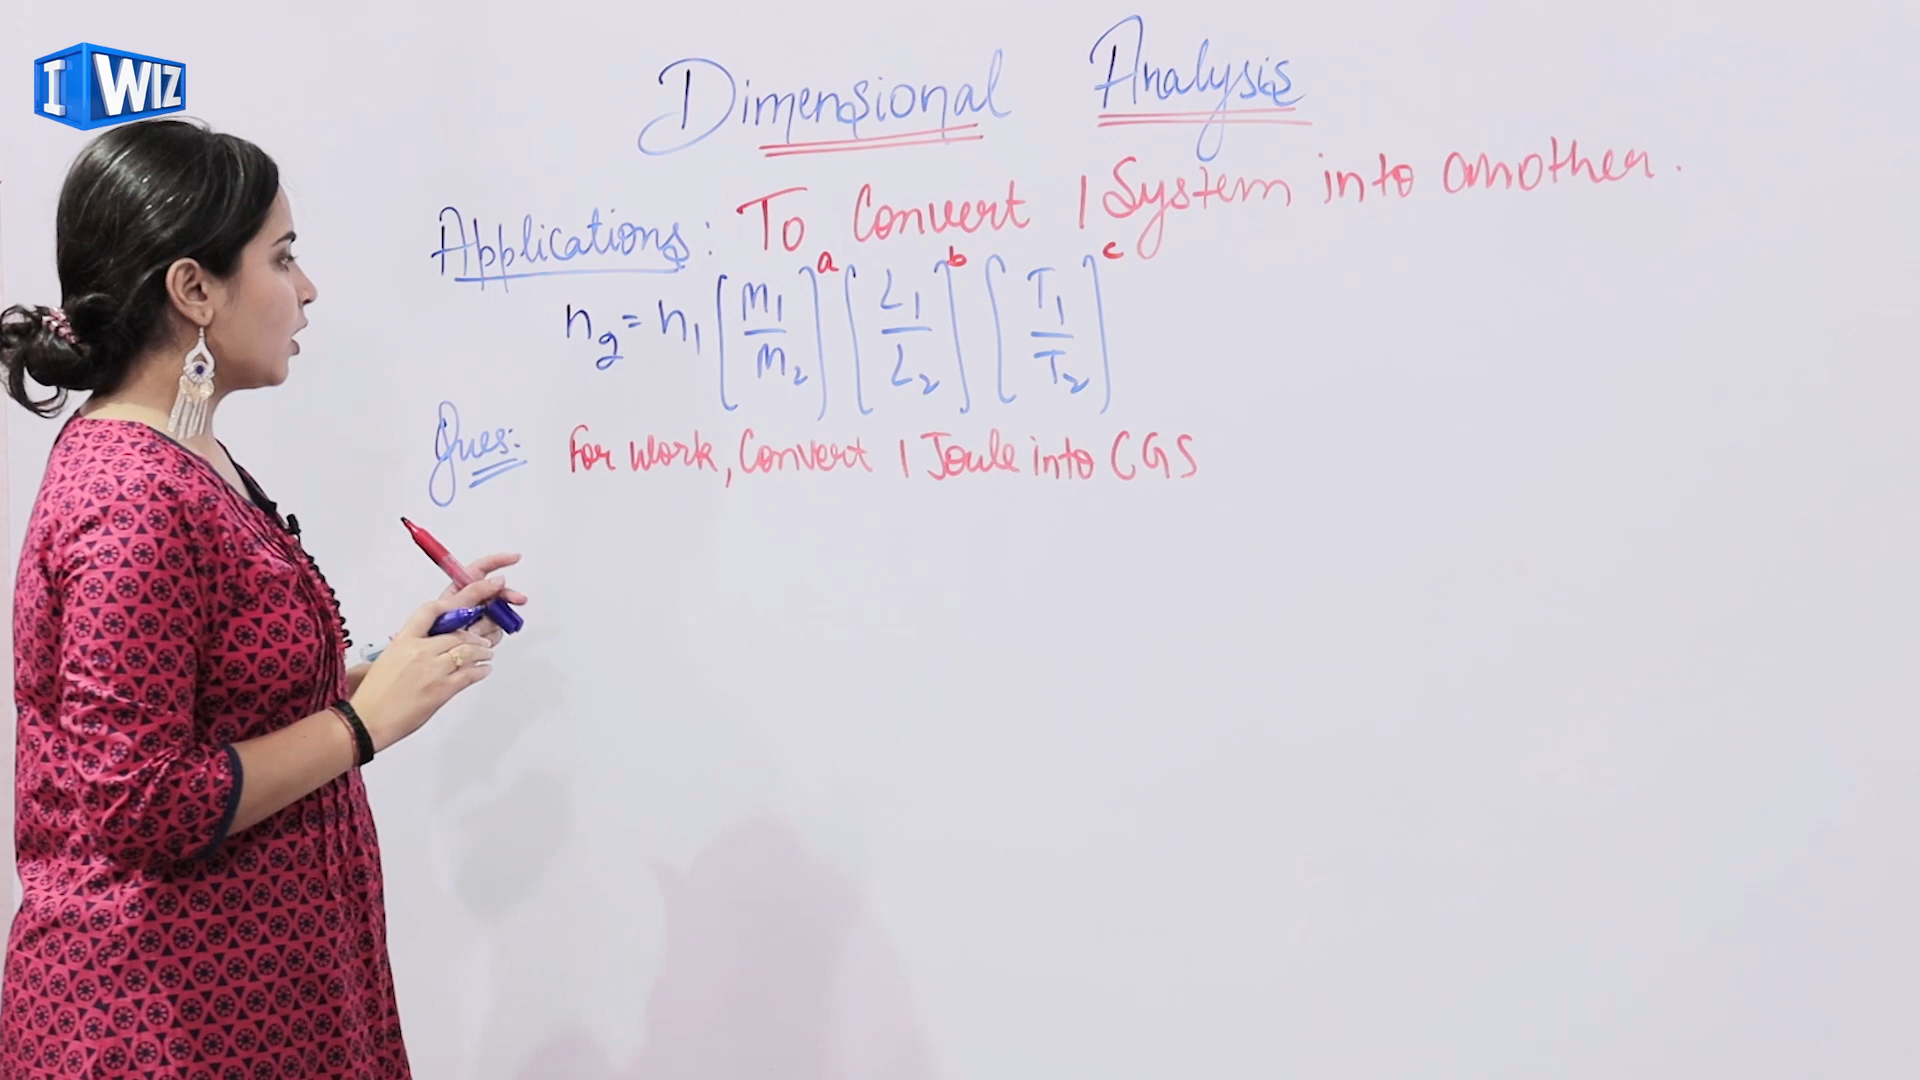 I WIZ
Dimensional Analysis
Applications: To Convert 1 System into another.
n₂ = n₁ [M₁/M₂]ᵃ [L₁/L₂]ᵇ [T₁/T₂]ᶜ
Ques: For work, Convert 1 Joule into CGS